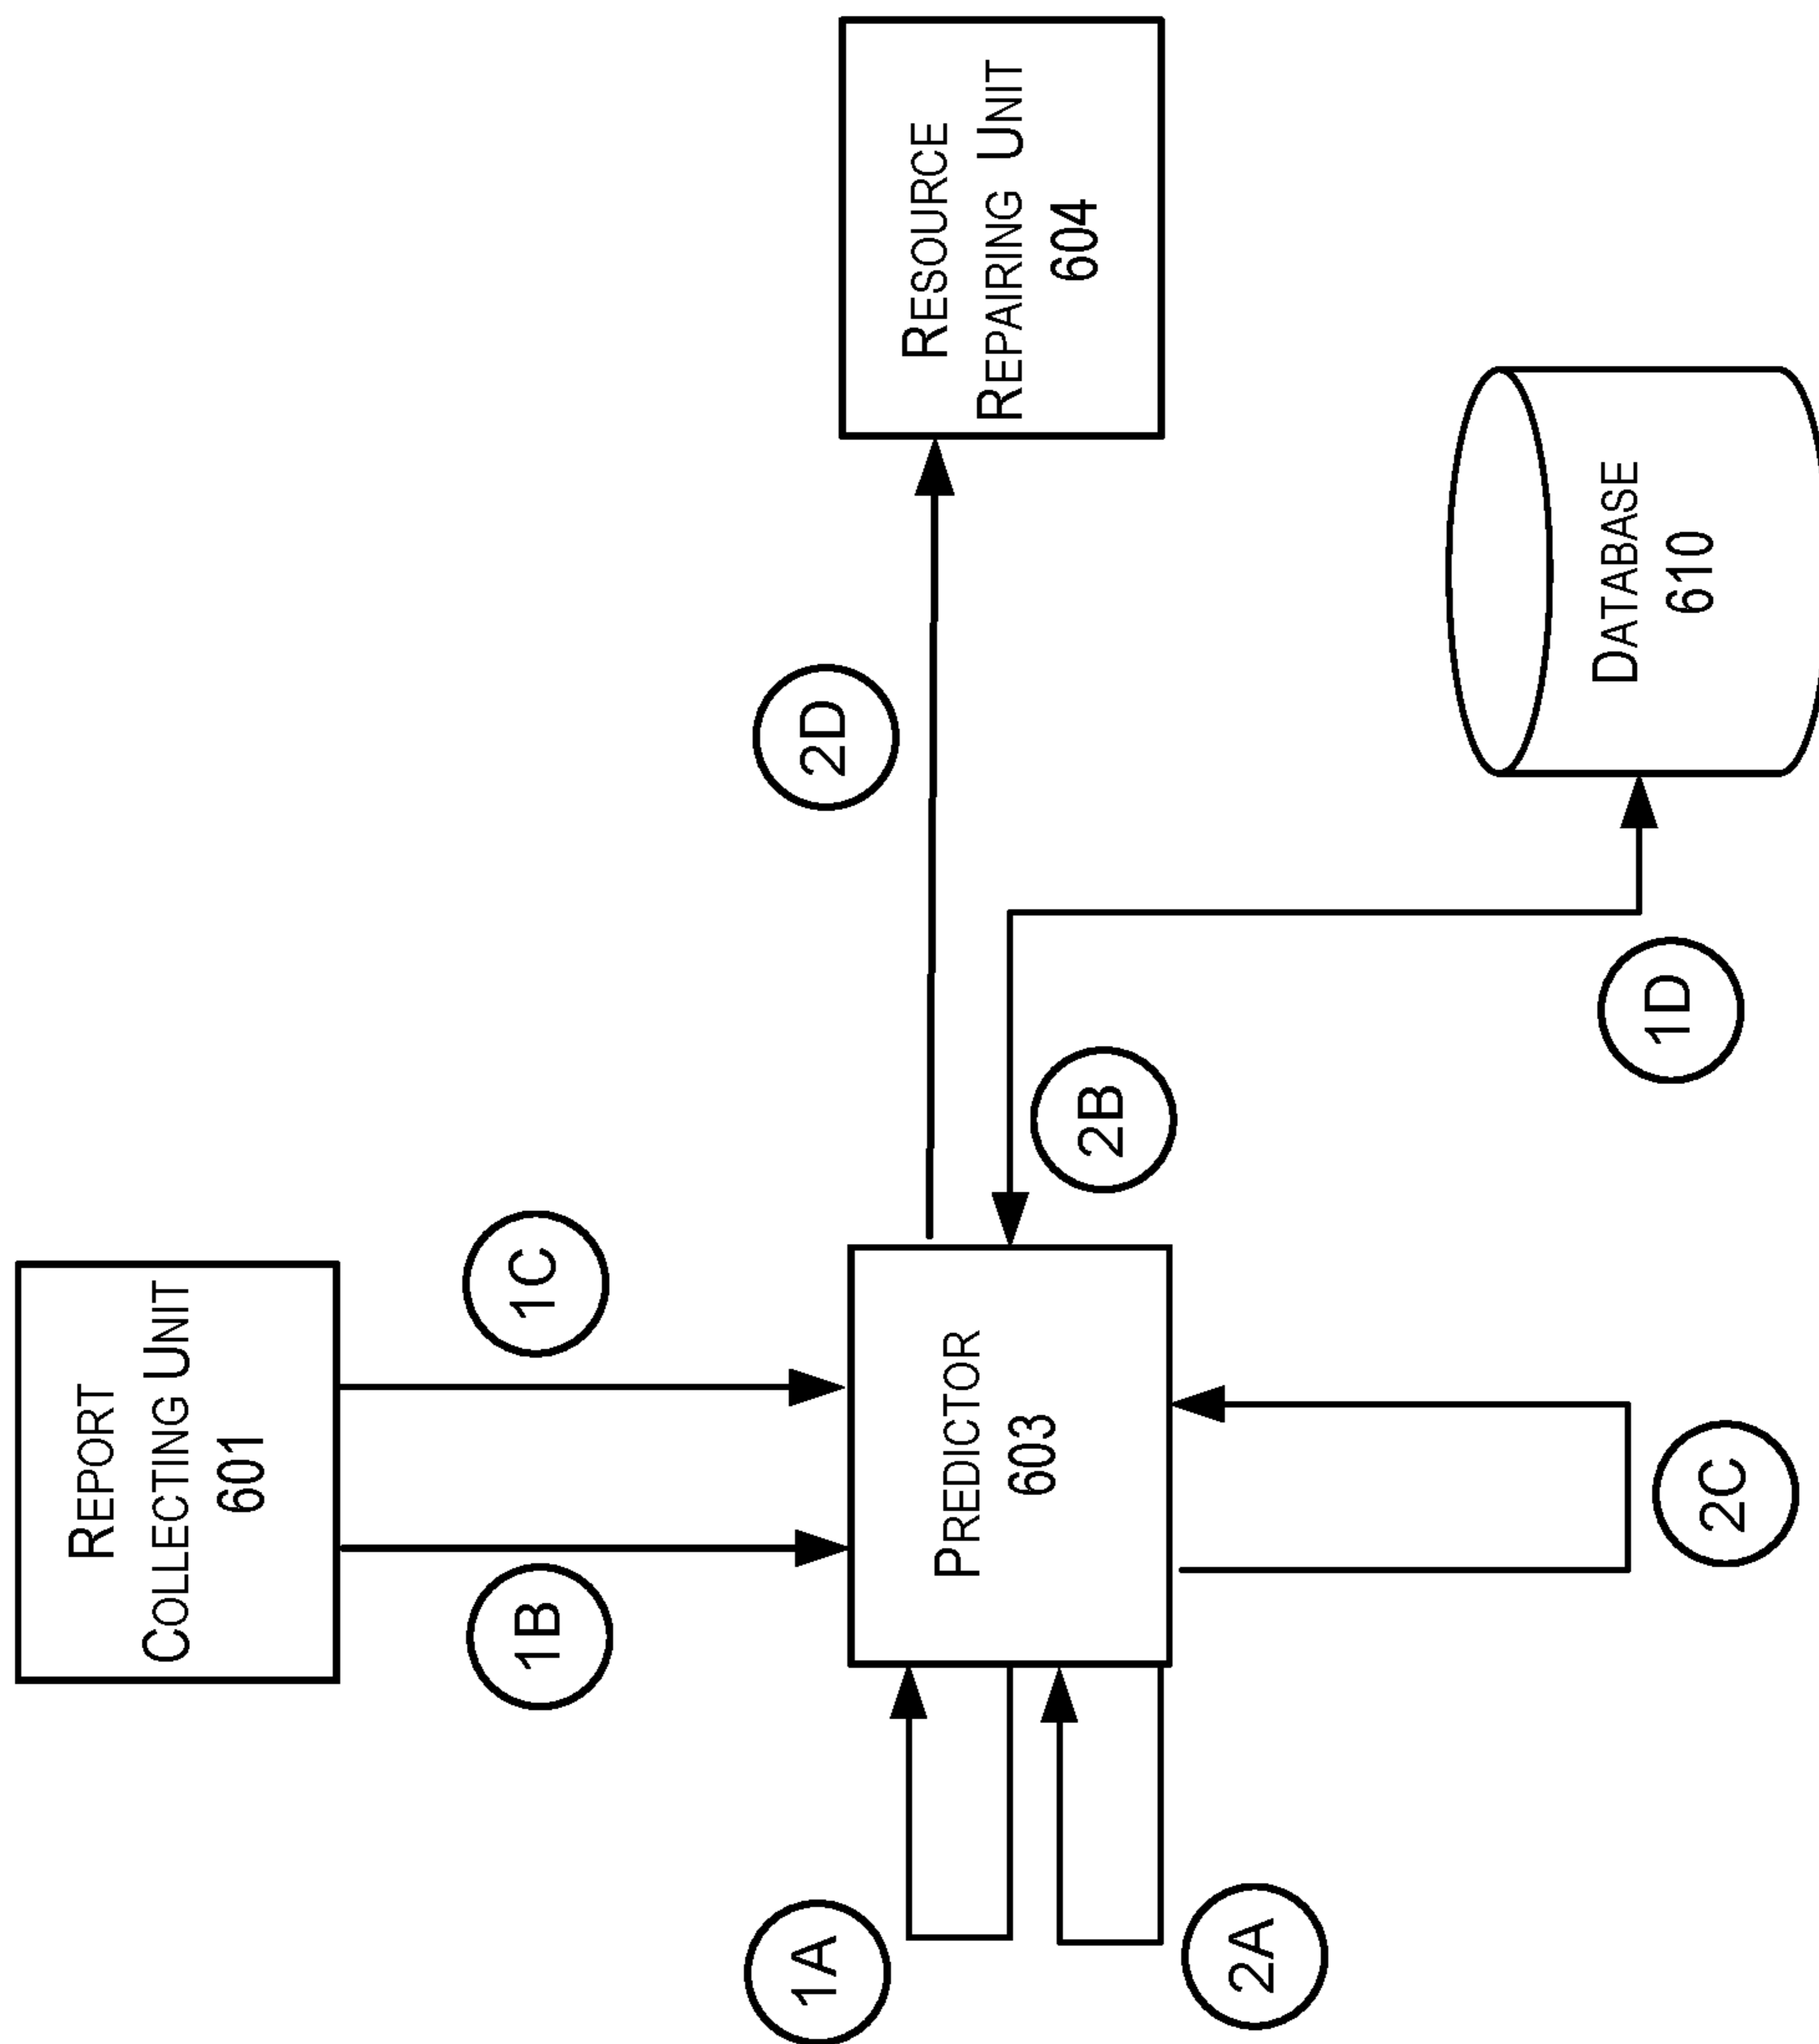 REPORT
COLLECTING UNIT
601
1B
1C
1A
2A
PREDICTOR
603
2C
2B
1D
2D
RESOURCE
REPAIRING UNIT
604
DATABASE
610